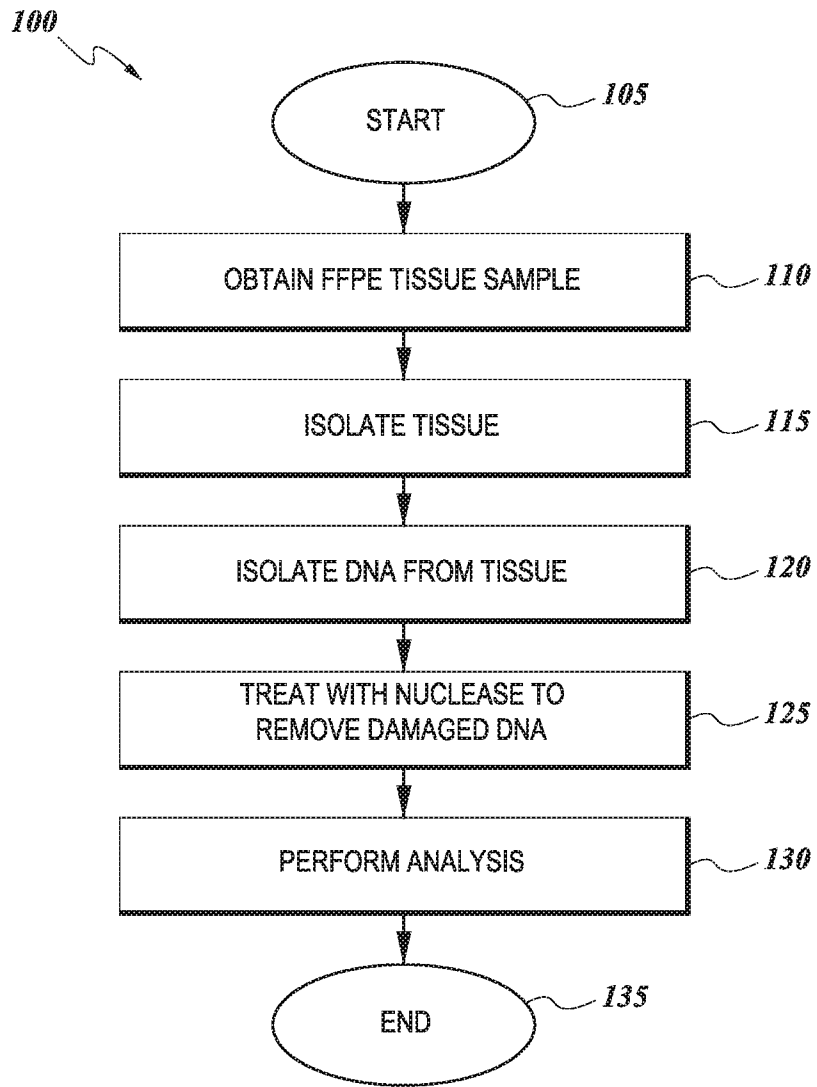 100
START
105
OBTAIN FFPE TISSUE SAMPLE
110
ISOLATE TISSUE
115
ISOLATE DNA FROM TISSUE
120
TREAT WITH NUCLEASE TO
REMOVE DAMAGED DNA
125
PERFORM ANALYSIS
130
END
135